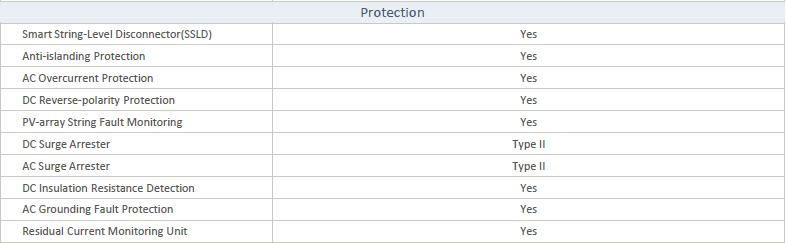 Protection
Smart String-Level Disconnector(SSLD) Yes
Anti-islanding Protection Yes
AC Overcurrent Protection Yes
DC Reverse-polarity Protection Yes
PV-array String Fault Monitoring Yes
DC Surge Arrester Type II
AC Surge Arrester Type II
DC Insulation Resistance Detection Yes
AC Grounding Fault Protection Yes
Residual Current Monitoring Unit Yes